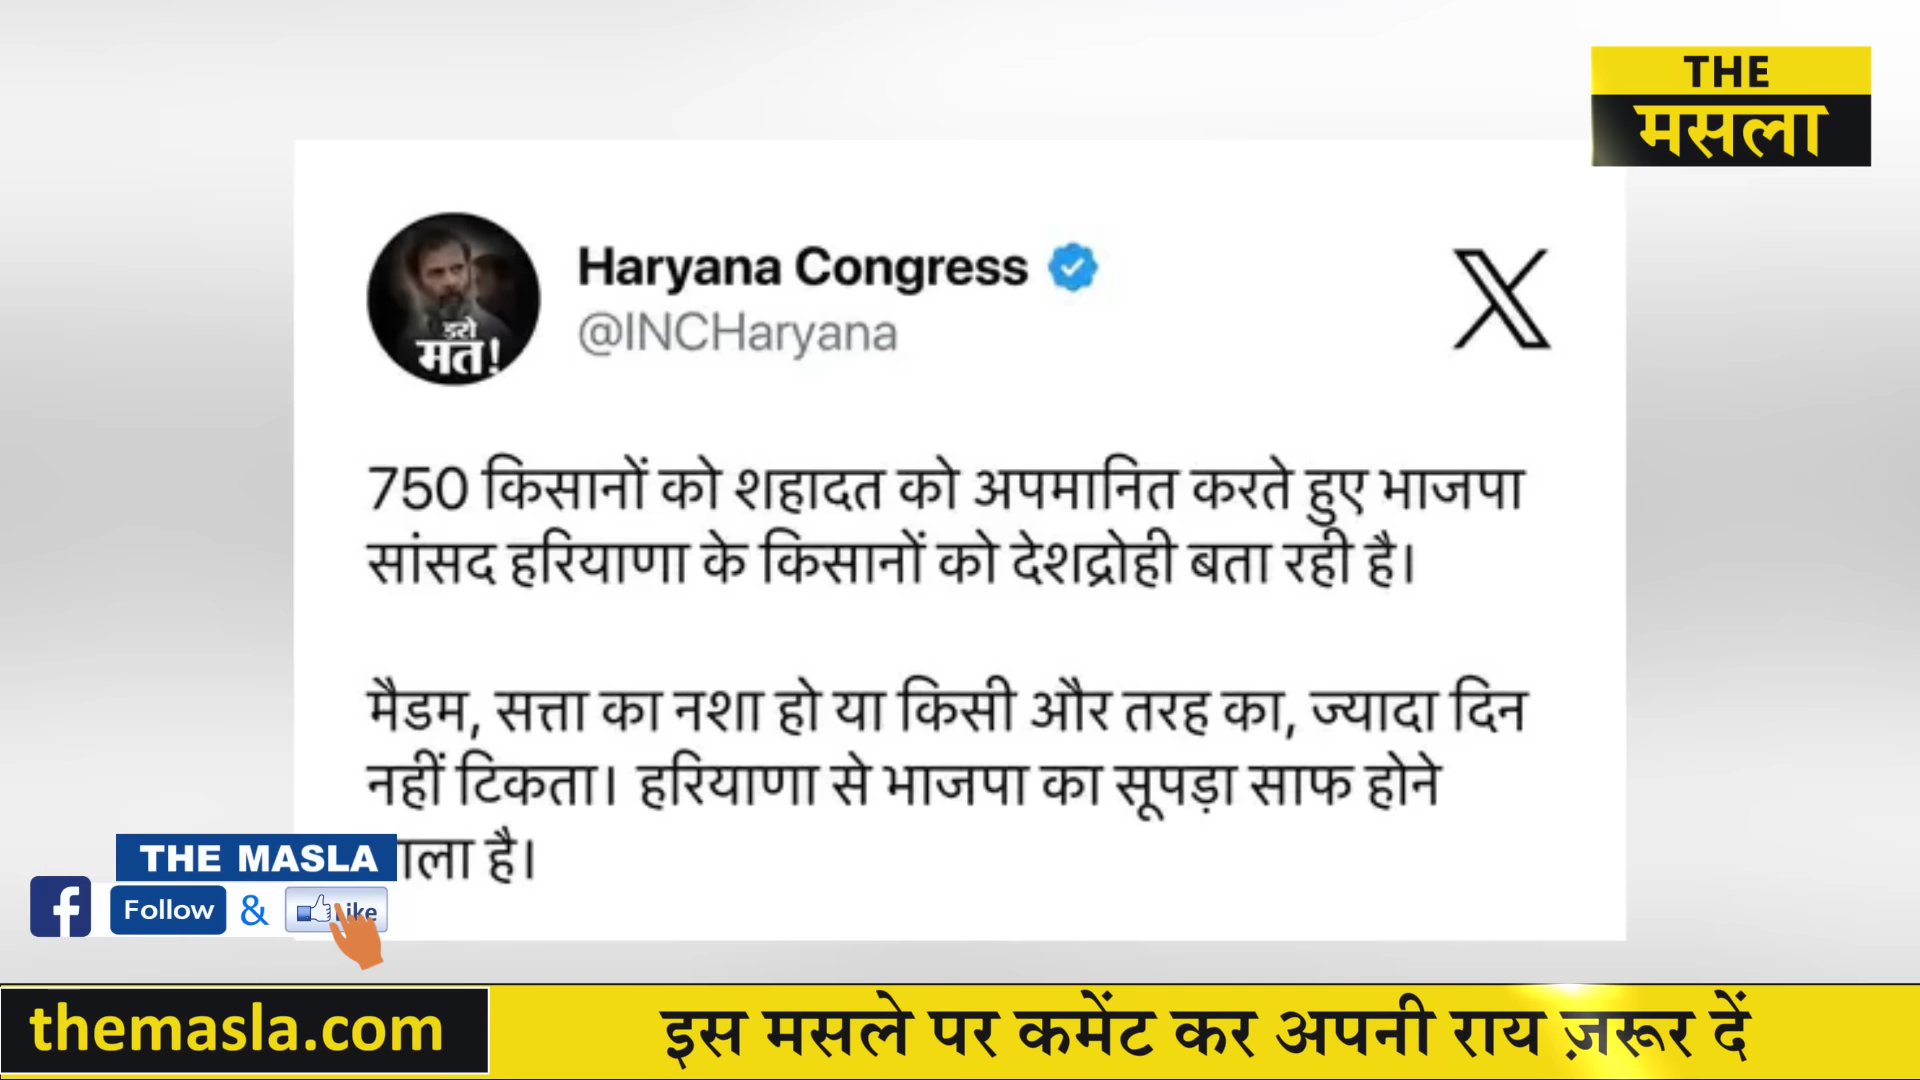 THE
मसला
Haryana Congress
@INCHaryana
डरो
मत!
750 किसानों को शहादत को अपमानित करते हुए भाजपा
सांसद हरियाणा के किसानों को देशद्रोही बता रही है।
मैडम, सत्ता का नशा हो या किसी और तरह का, ज्यादा दिन
नहीं टिकता। हरियाणा से भाजपा का सूपड़ा साफ होने
है।
THE MASLA
f Follow & Like
themasla.com
इस मसले पर कमेंट कर अपनी राय ज़रूर दें